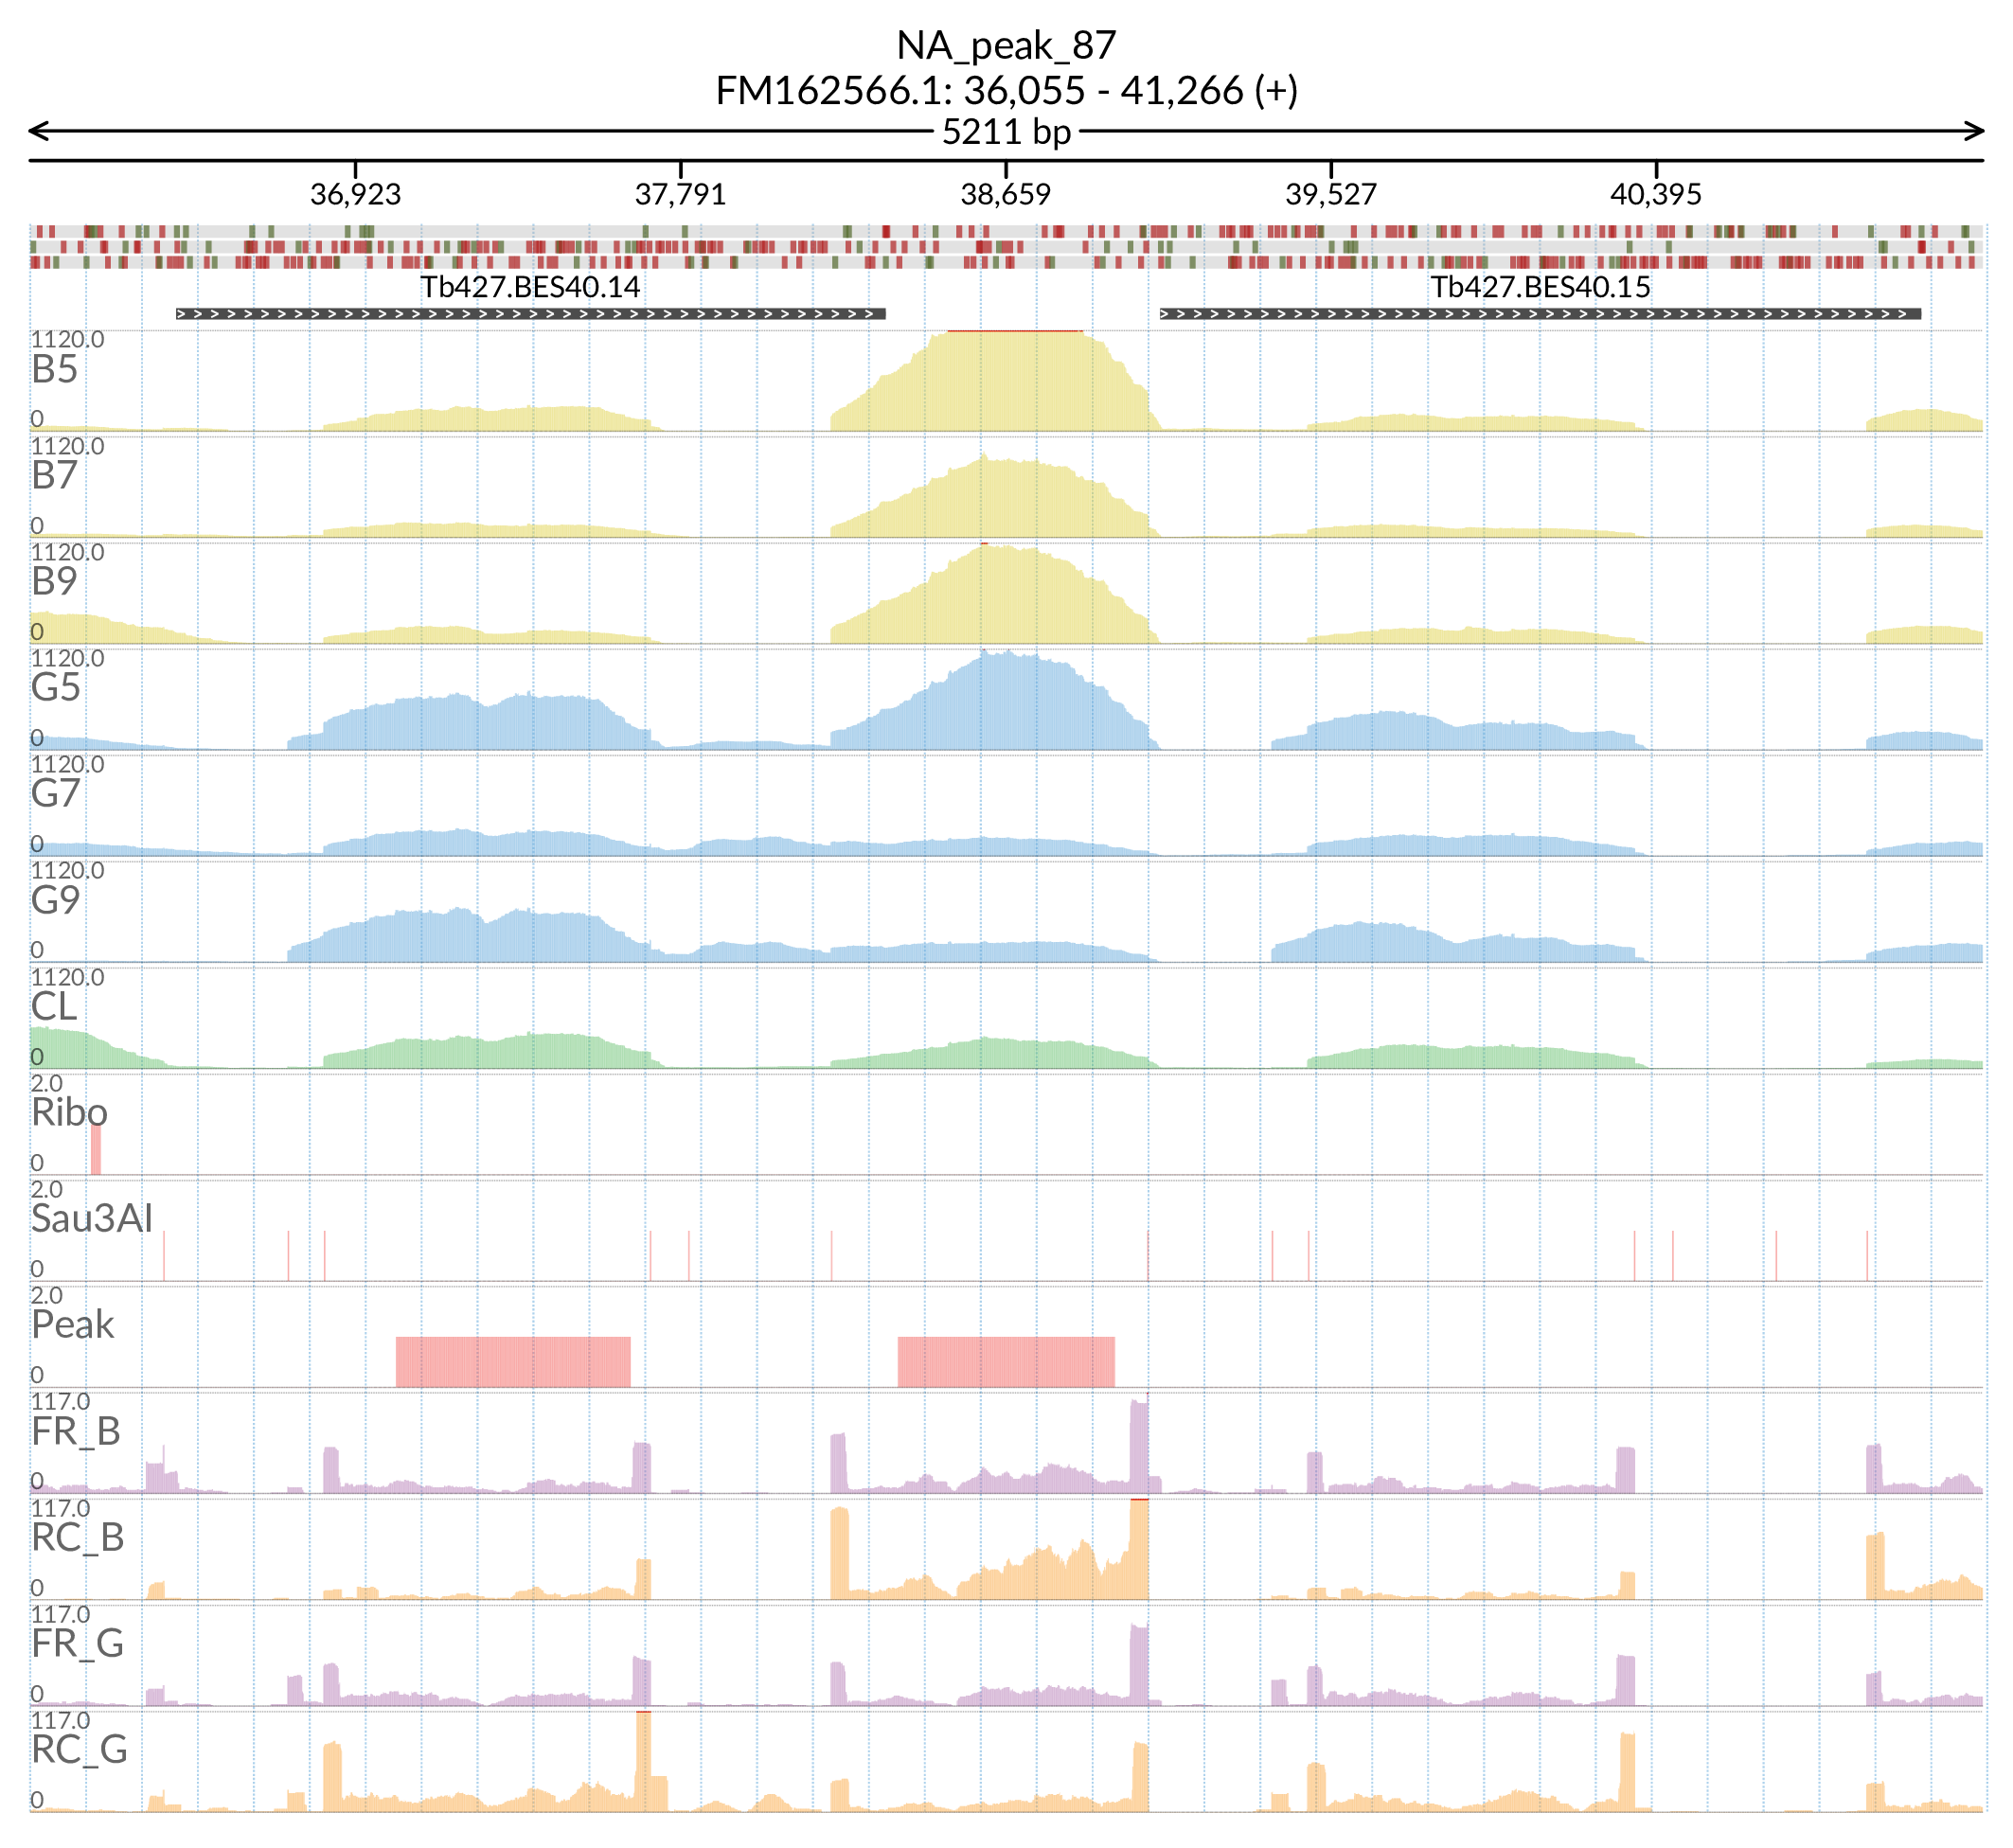 NA_peak_87
FM162566.1: 36,055 - 41,266 (+)
5211 bp
36,923 37,791 38,659 39,527 40,395
Tb427.BES40.14 Tb427.BES40.15
1120.0
B5
0
1120.0
B7
0
1120.0
B9
0
1120.0
G5
0
1120.0
G7
0
1120.0
G9
0
1120.0
CL
0
2.0
Ribo
0
2.0
Sau3AI
0
2.0
Peak
0
117.0
FR_B
0
117.0
RC_B
0
117.0
FR_G
0
117.0
RC_G
0